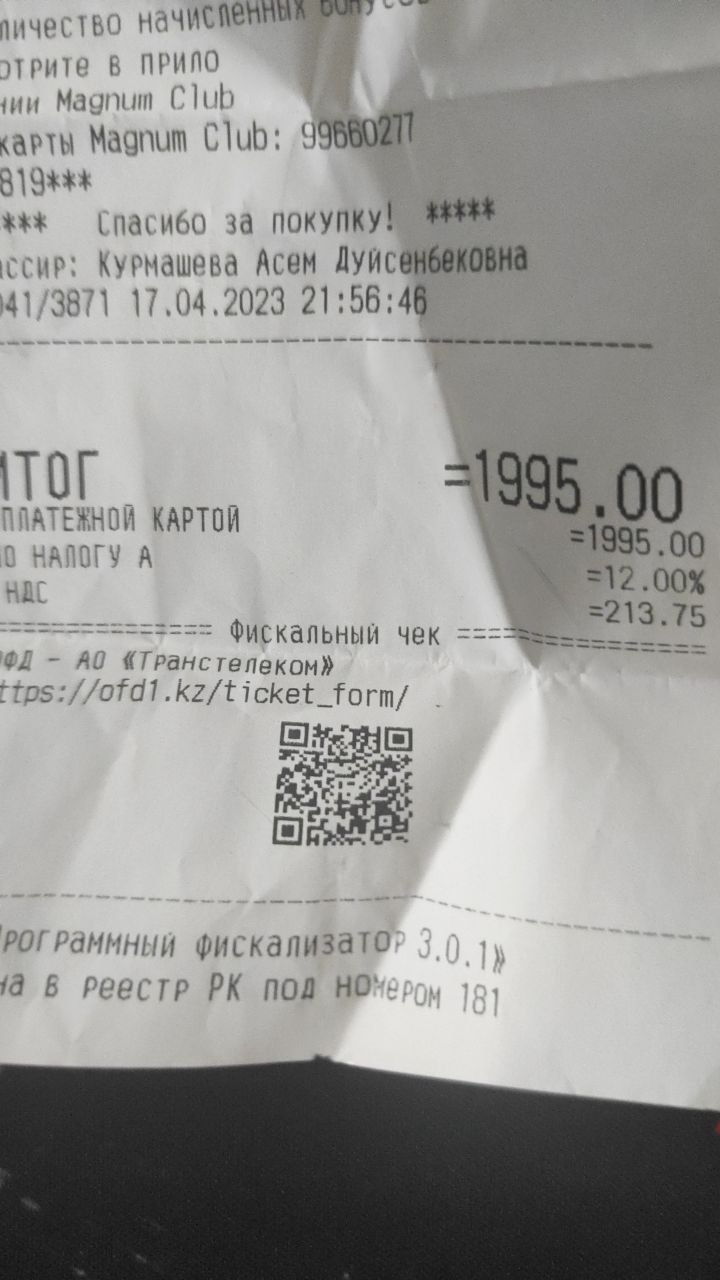 личество начисленных бонусов
отрите в прило
нии Magnum Club
карты Magnum Club: 99660277
819***
*** Спасибо за покупку! *****
ассир: Курмашева Асем Дуйсенбековна
041/3871 17.04.2023 21:56:46
ИТОГ =1995.00
ПЛАТЕЖНОЙ КАРТОЙ =1995.00
ПО НАЛОГУ А =12.00%
НДС =213.75
============== Фискальный чек ================
ОФД - АО «Транстелеком»
ttps://ofd1.kz/ticket_form/
Программный фискализатор 3.0.1»
на в реестр РК под номером 181